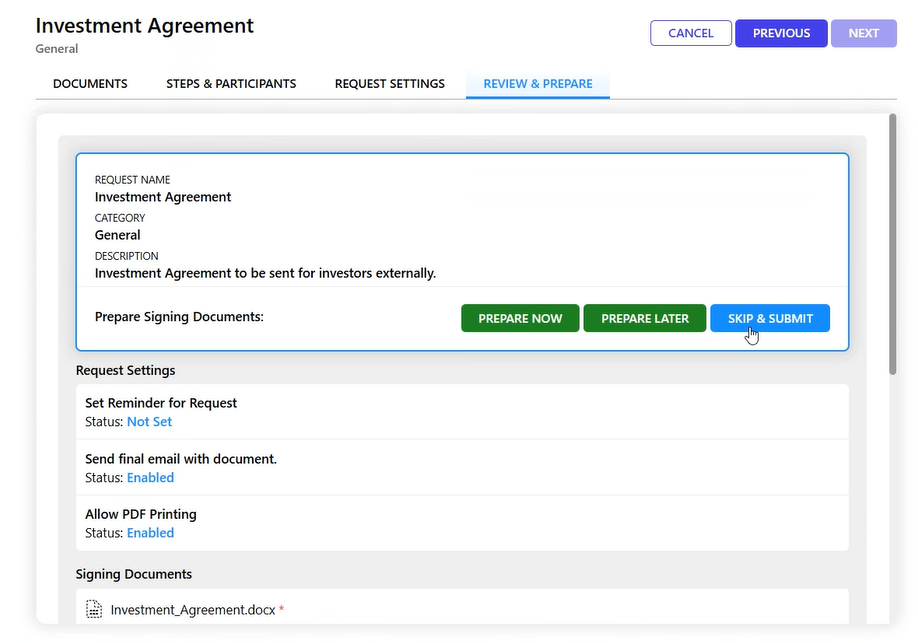 Investment Agreement
General
CANCEL PREVIOUS NEXT
DOCUMENTS STEPS & PARTICIPANTS REQUEST SETTINGS REVIEW & PREPARE
REQUEST NAME
Investment Agreement
CATEGORY
General
DESCRIPTION
Investment Agreement to be sent for investors externally.
Prepare Signing Documents: PREPARE NOW PREPARE LATER SKIP & SUBMIT
Request Settings
Set Reminder for Request
Status: Not Set
Send final email with document.
Status: Enabled
Allow PDF Printing
Status: Enabled
Signing Documents
Investment_Agreement.docx *